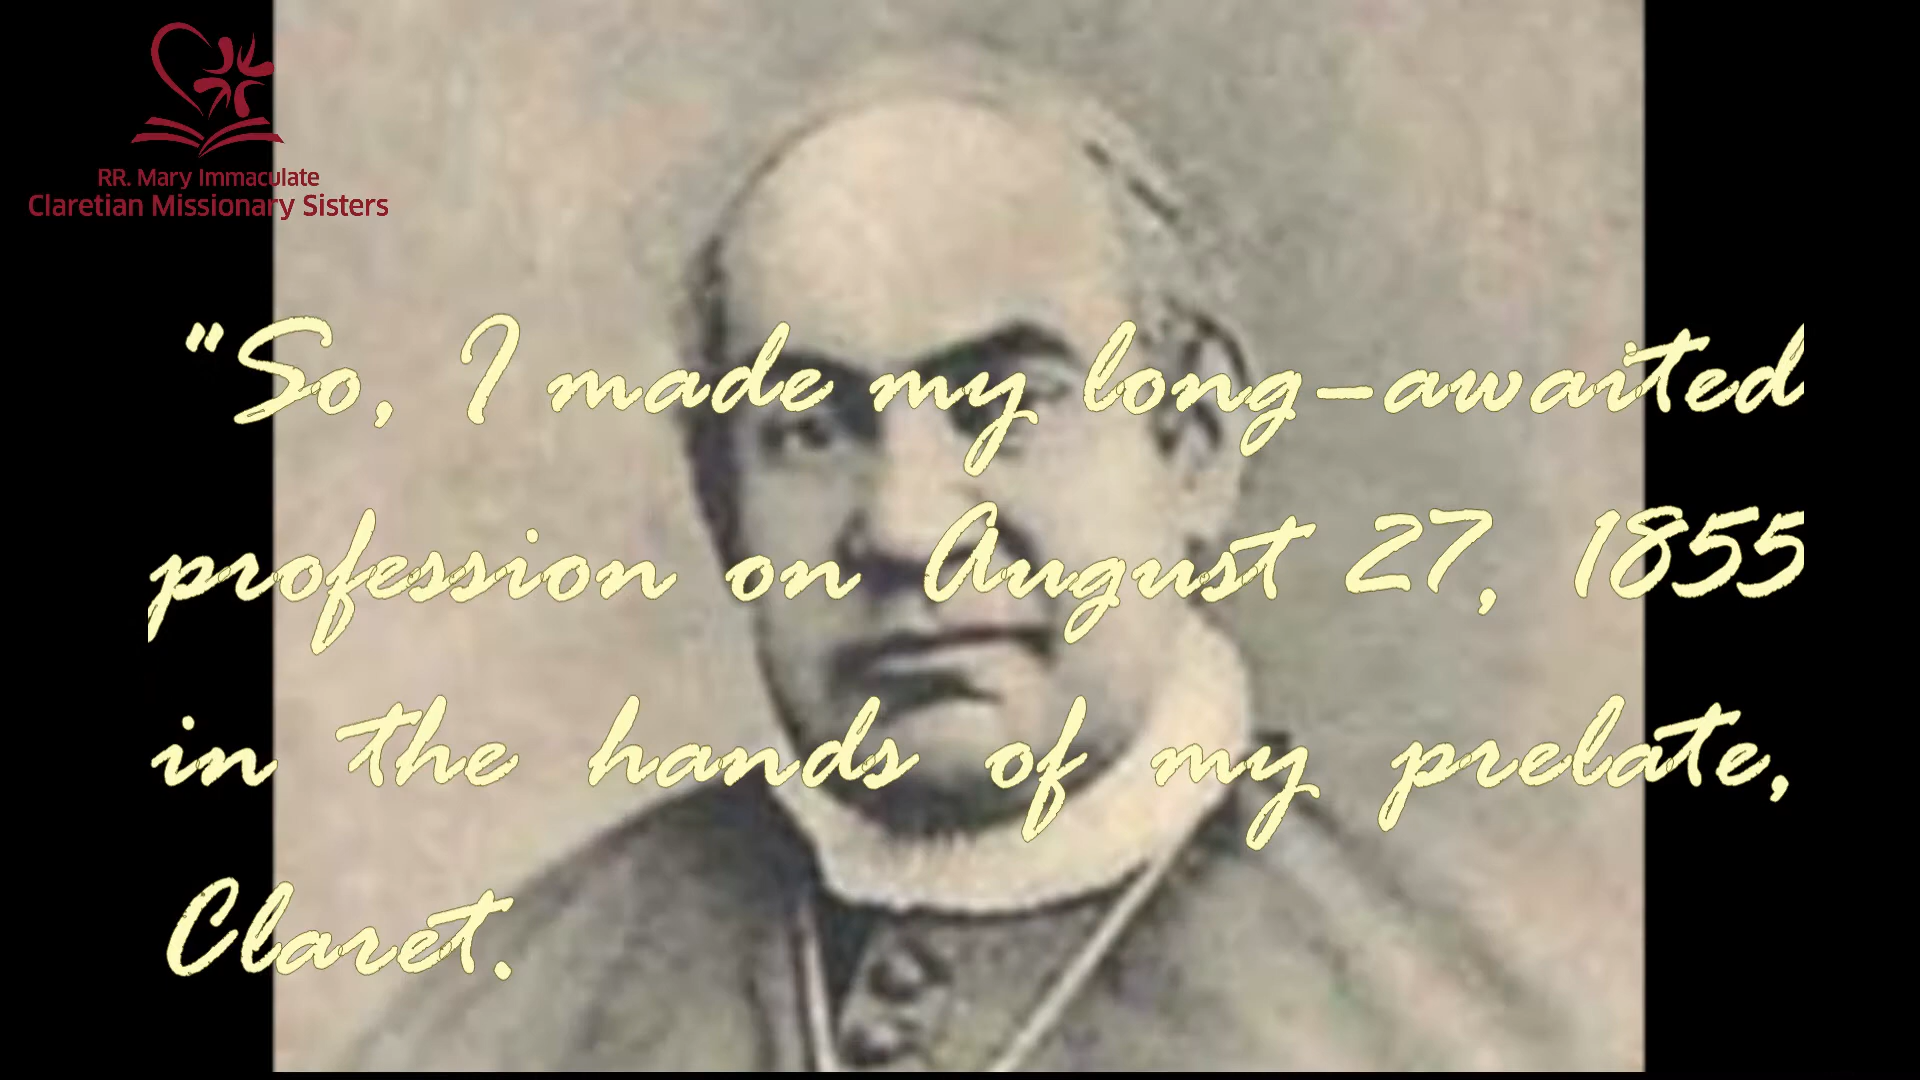 RR. Mary Immaculate
Claretian Missionary Sisters
"So, I made my long-awaited
profession on August 27, 1855
in the hands of my prelate,
Claret.